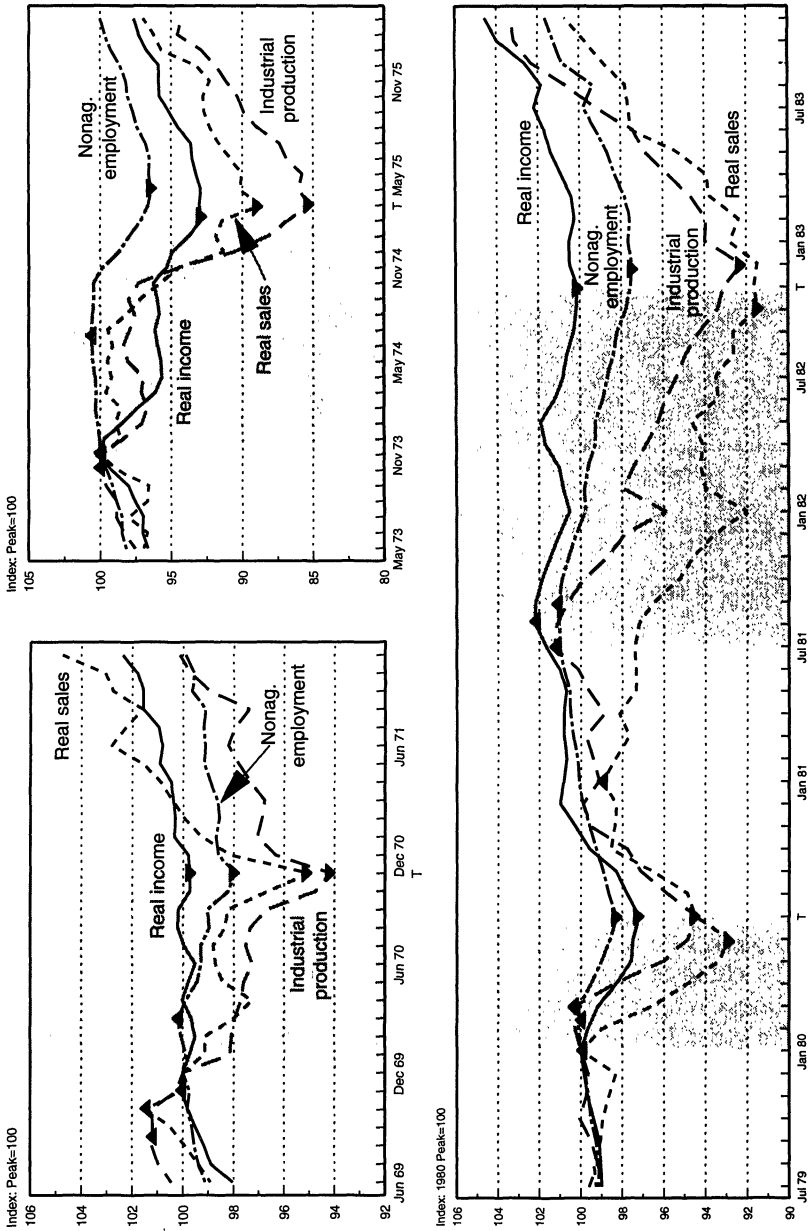 Index: Peak=100
106
104
102
100
98
96
94
92
Real sales
Real income
Nonag.
employment
Industrial
production
Jun 69
Dec 69
Jun 70
Dec 70
T
Jun 71
Index: Peak=100
105
100
95
90
85
80
Nonag.
employment
Real income
Real sales
Industrial
production
May 73
Nov 73
May 74
Nov 74
T
May 75
Nov 75
Index: 1980 Peak=100
106
104
102
100
98
96
94
92
90
Real income
Nonag.
employment
Industrial
production
Real sales
Jul 79
Jan 80
T
Jan 81
Jul 81
Jan 82
Jul 82
T
Jan 83
Jul 83